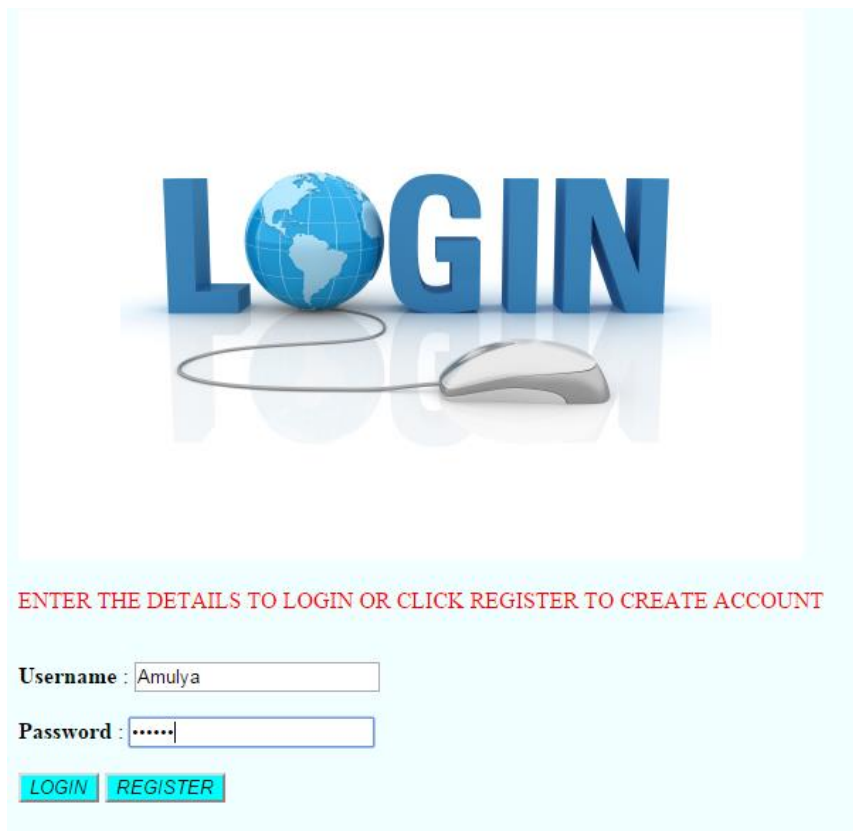 LOGIN
ENTER THE DETAILS TO LOGIN OR CLICK REGISTER TO CREATE ACCOUNT
Username : Amulya
Password : ••••••
LOGIN REGISTER